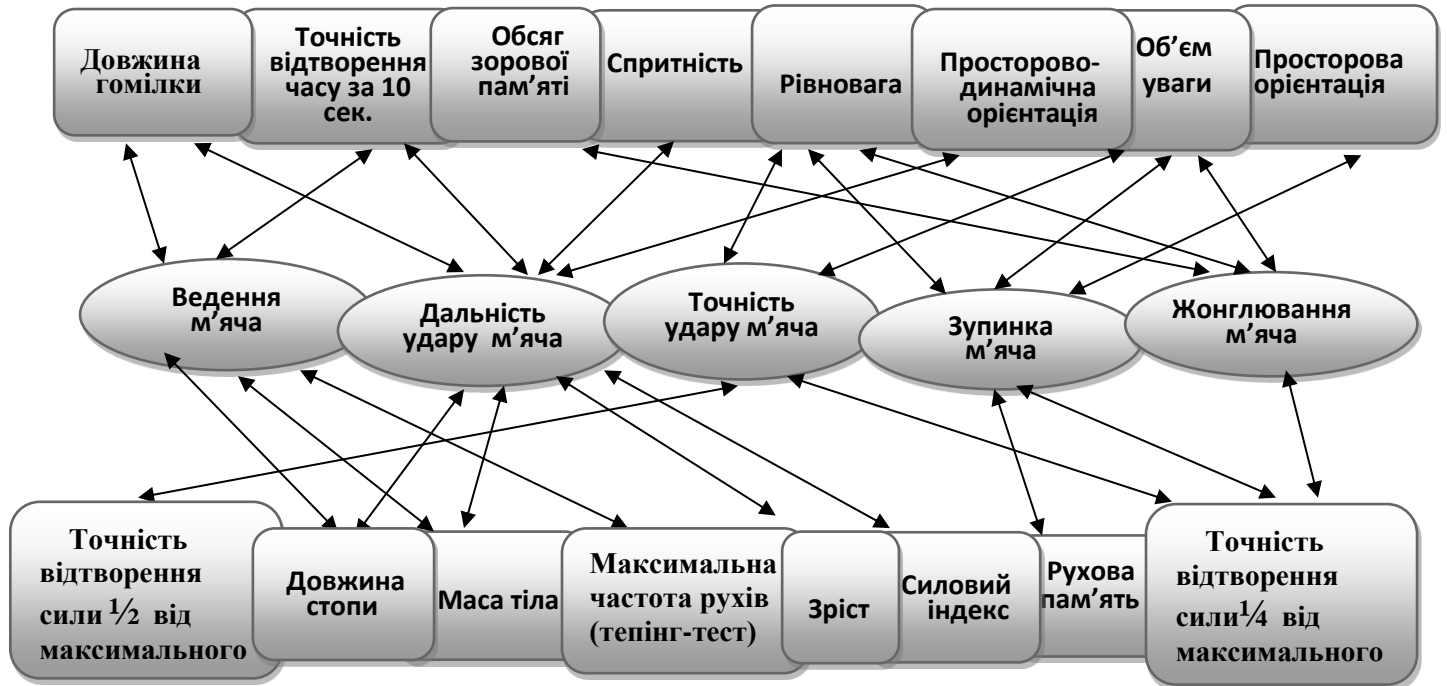 Довжина
гомілки
Точність
відтворення
часу за 10
сек.
Обсяг
зорової
пам’яті
Спритність
Рівновага
Просторово-
динамічна
орієнтація
Об’єм
уваги
Просторова
орієнтація
Ведення
м’яча
Дальність
удару м’яча
Точність
удару м’яча
Зупинка
м’яча
Жонглювання
м’яча
Точність
відтворення
сили ½ від
максимального
Довжина
стопи
Маса тіла
Максимальна
частота рухів
(тепінг-тест)
Зріст
Силовий
індекс
Рухова
пам’ять
Точність
відтворення
сили¼ від
максимального